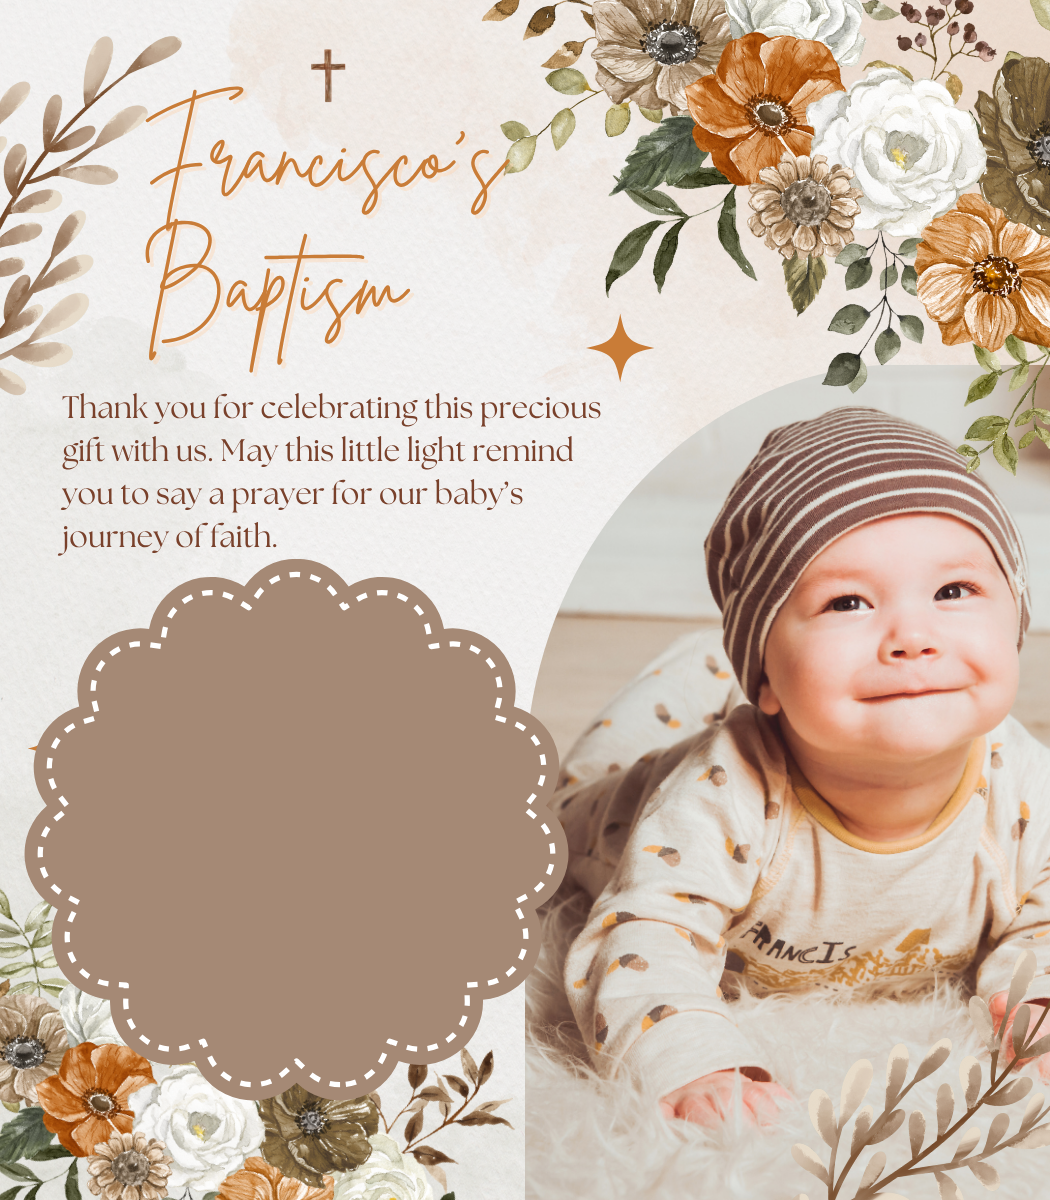 Francisco's
Baptism
Thank you for celebrating this precious
gift with us. May this little light remind
you to say a prayer for our baby's
journey of faith.
FRANCIS